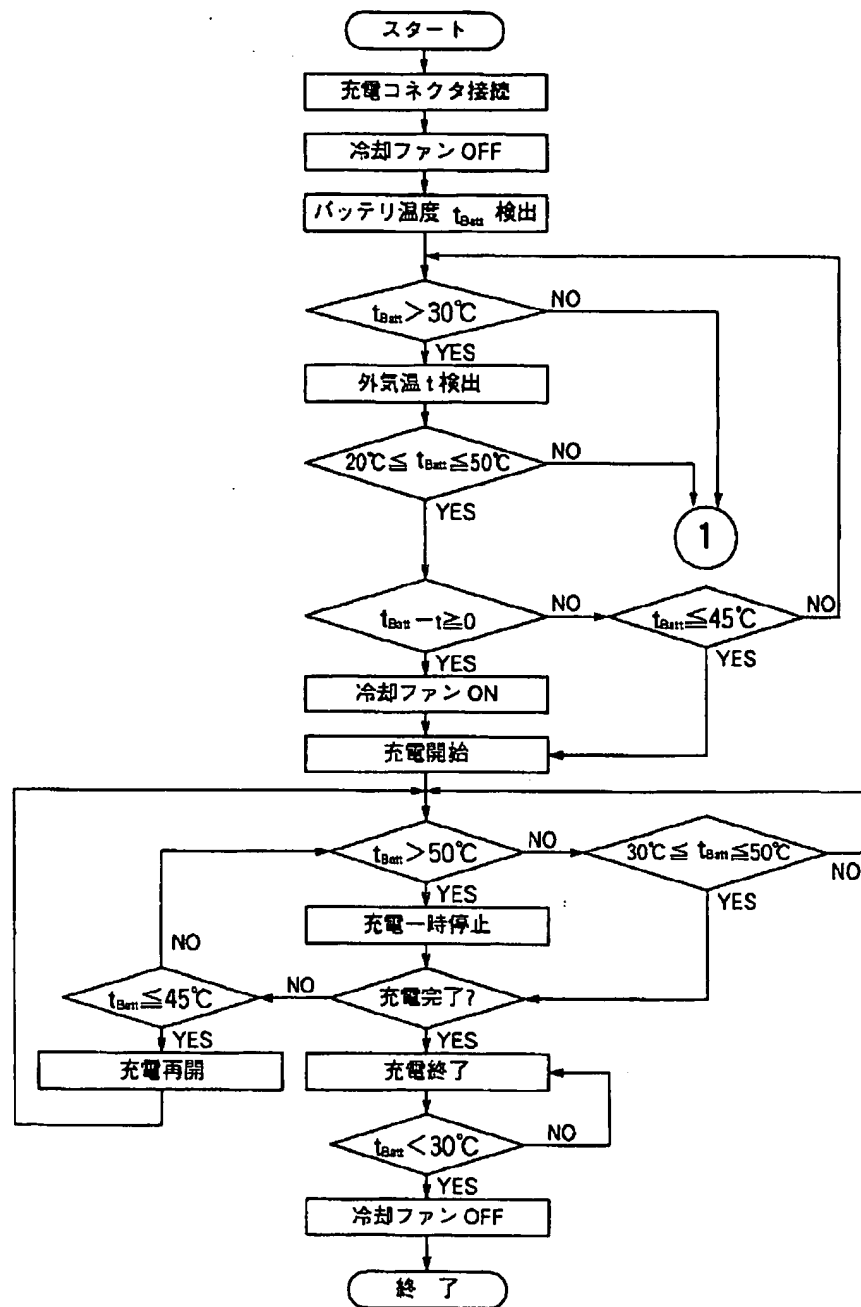 スタート
充電コネクタ接続
冷却ファン OFF
バッテリ温度 tBatt 検出
tBatt>30℃
NO
YES
外気温 t 検出
20℃≦ tBatt≦50℃
NO
YES
1
tBatt−t≧0
NO
tBatt≦45℃
NO
YES
YES
冷却ファン ON
充電開始
tBatt>50℃
NO
30℃≦ tBatt≦50℃
NO
YES
YES
充電一時停止
NO
tBatt≦45℃
NO
充電完了?
YES
YES
充電再開
充電終了
tBatt<30℃
NO
YES
冷却ファン OFF
終 了